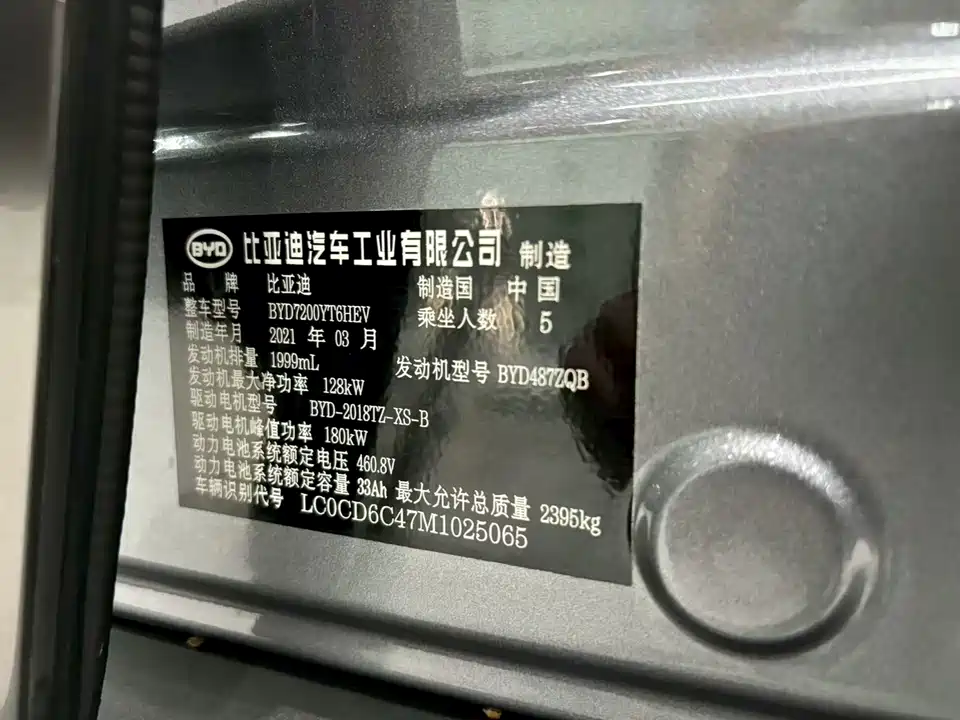 BYD 比亚迪汽车工业有限公司 制造
品 牌 比亚迪 制造国 中国
整车型号 BYD7200YT6HEV 乘坐人数 5
制造年月 2021 年 03 月
发动机排量 1999mL 发动机型号 BYD487ZQB
发动机最大净功率 128kW
驱动电机型号 BYD-2018TZ-XS-B
驱动电机峰值功率 180kW
动力电池系统额定电压 460.8V
动力电池系统额定容量 33Ah 最大允许总质量 2395kg
车辆识别代号 LC0CD6C47M1025065